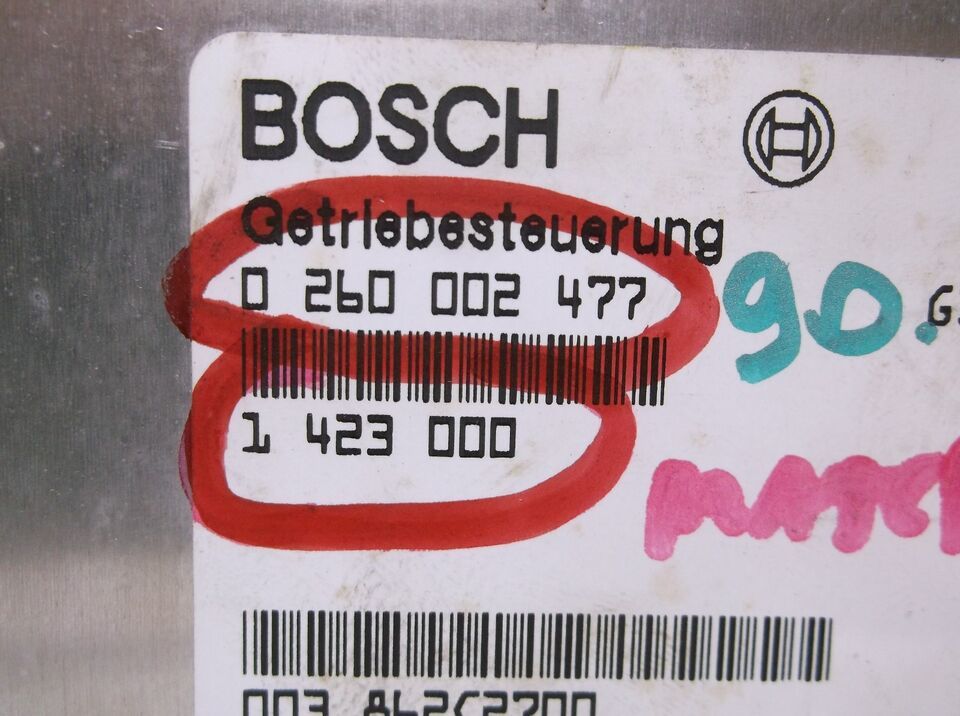 BOSCH
Getriebesteuerung
0 260 002 477
90.
1 423 000